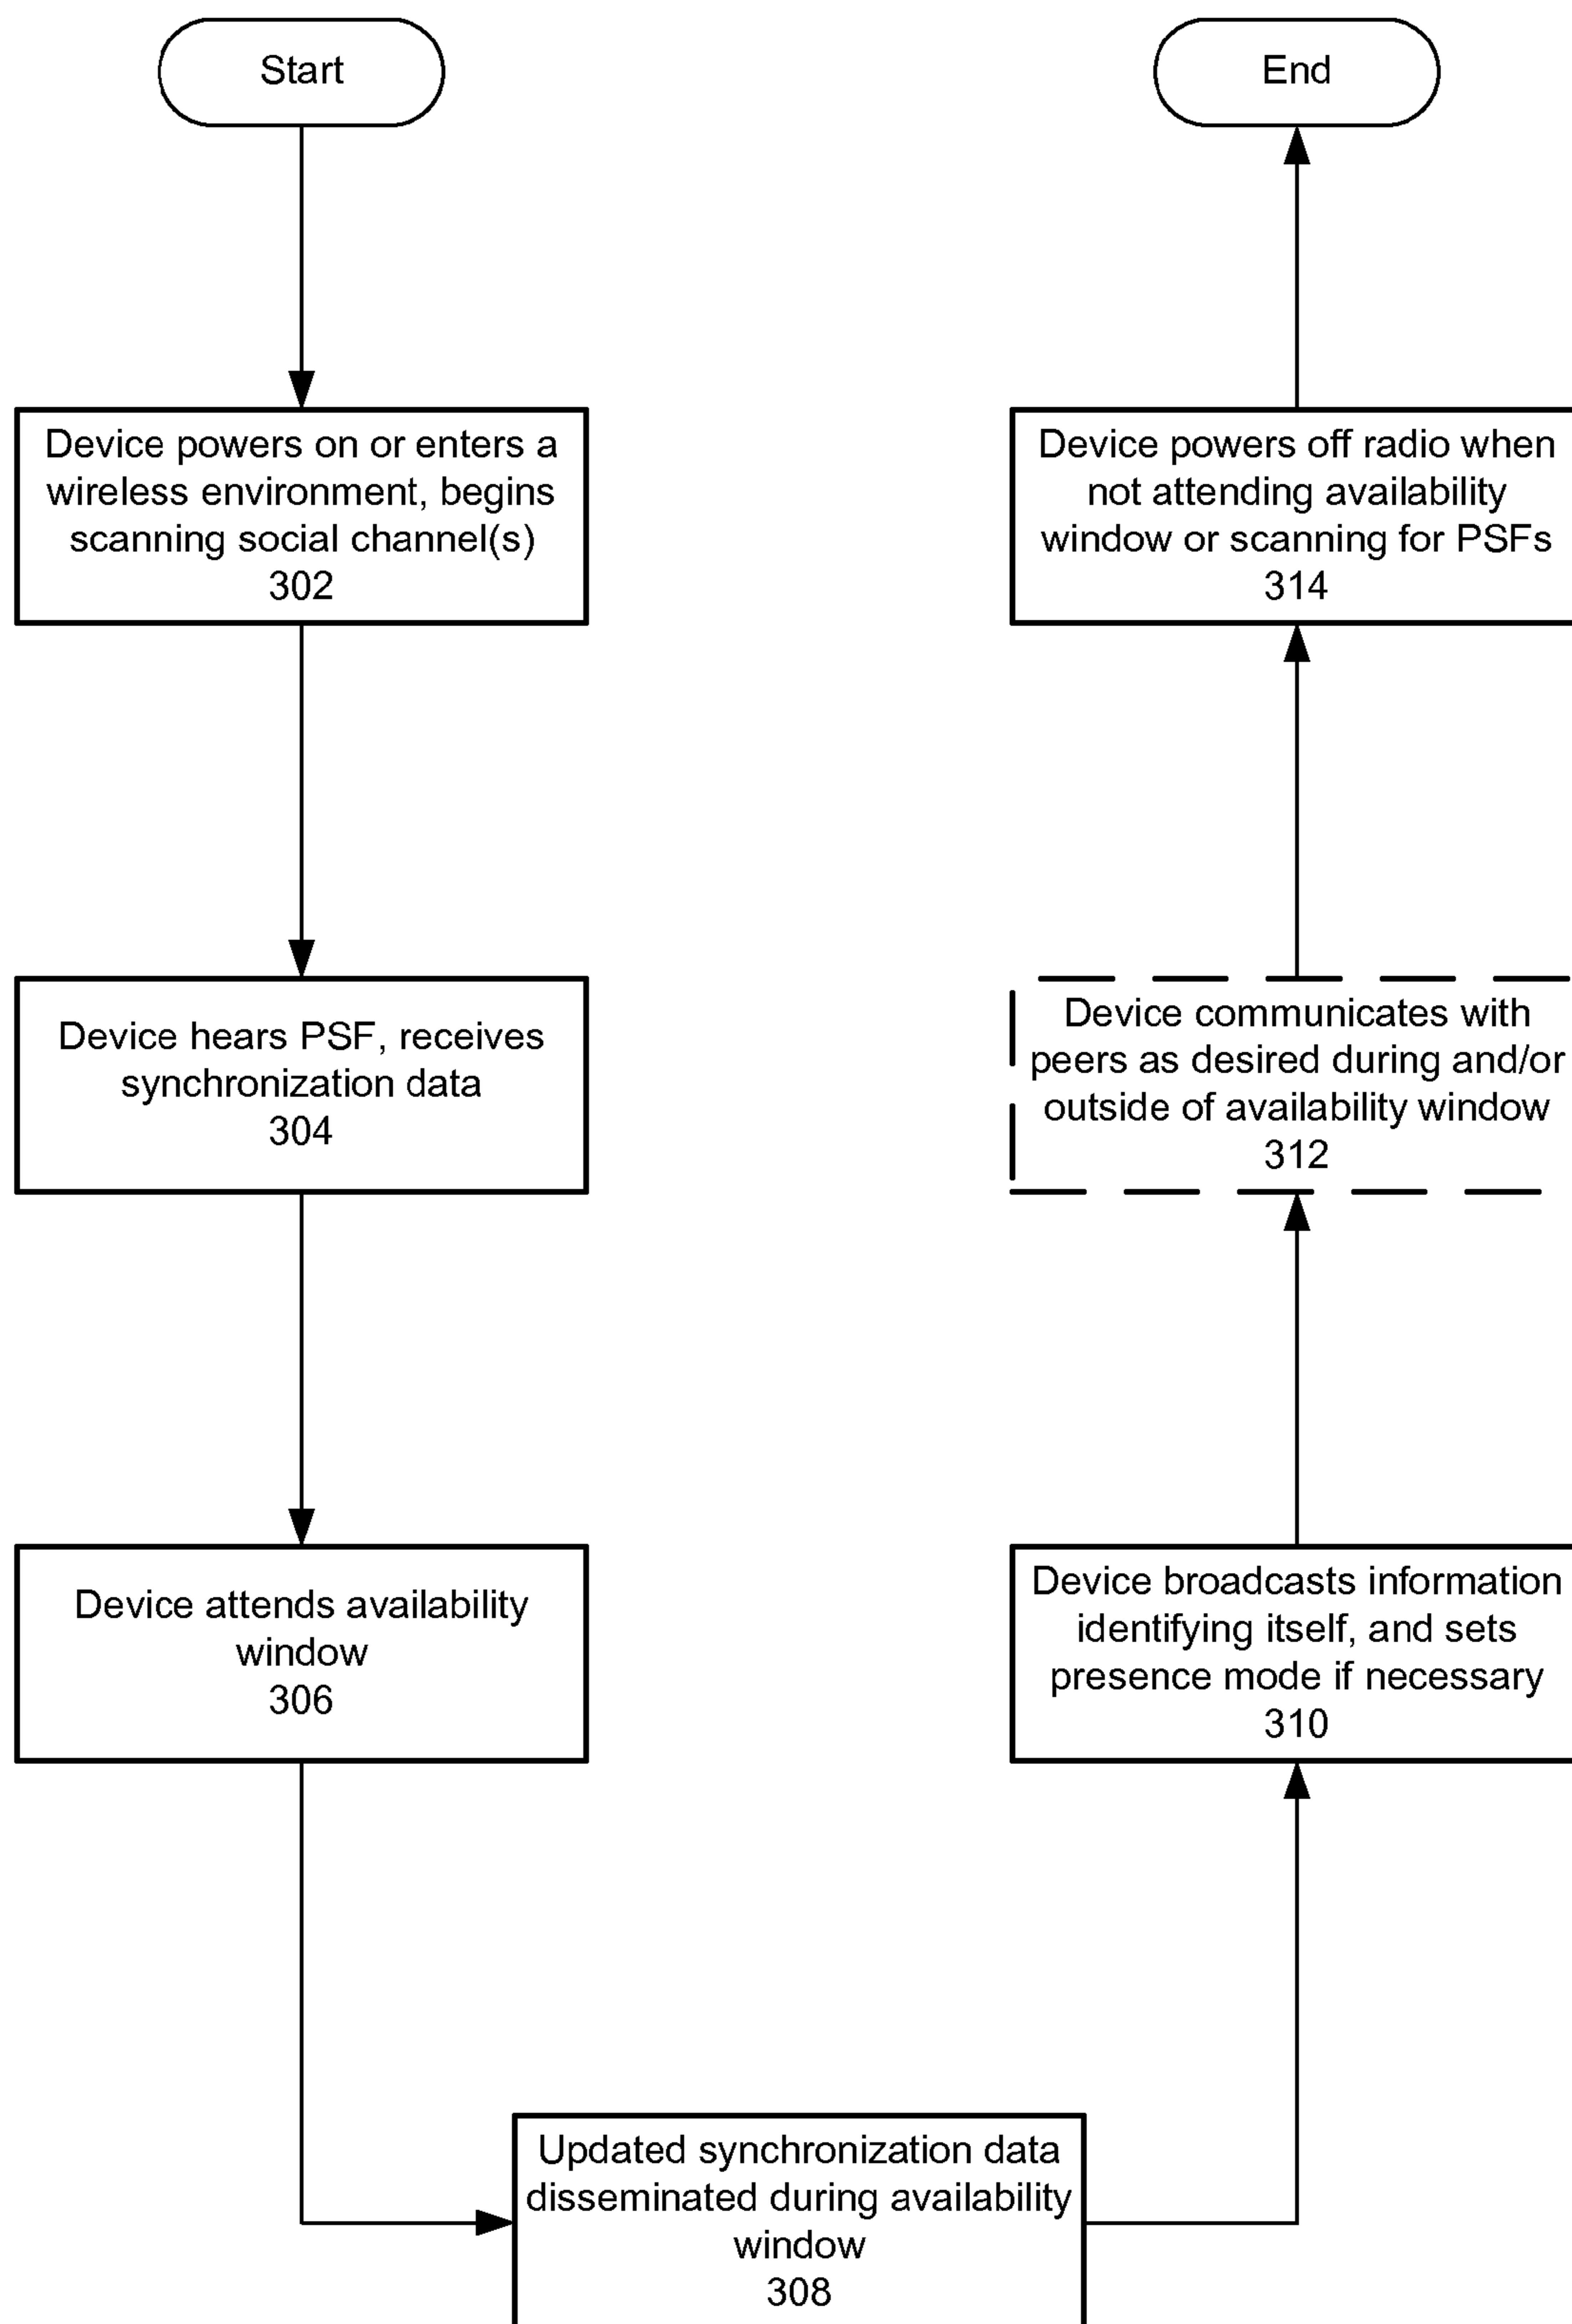 Start
Device powers on or enters a
wireless environment, begins
scanning social channel(s)
302
Device hears PSF, receives
synchronization data
304
Device attends availability
window
306
Updated synchronization data
disseminated during availability
window
308
Device broadcasts information
identifying itself, and sets
presence mode if necessary
310
Device communicates with
peers as desired during and/or
outside of availability window
312
Device powers off radio when
not attending availability
window or scanning for PSFs
314
End